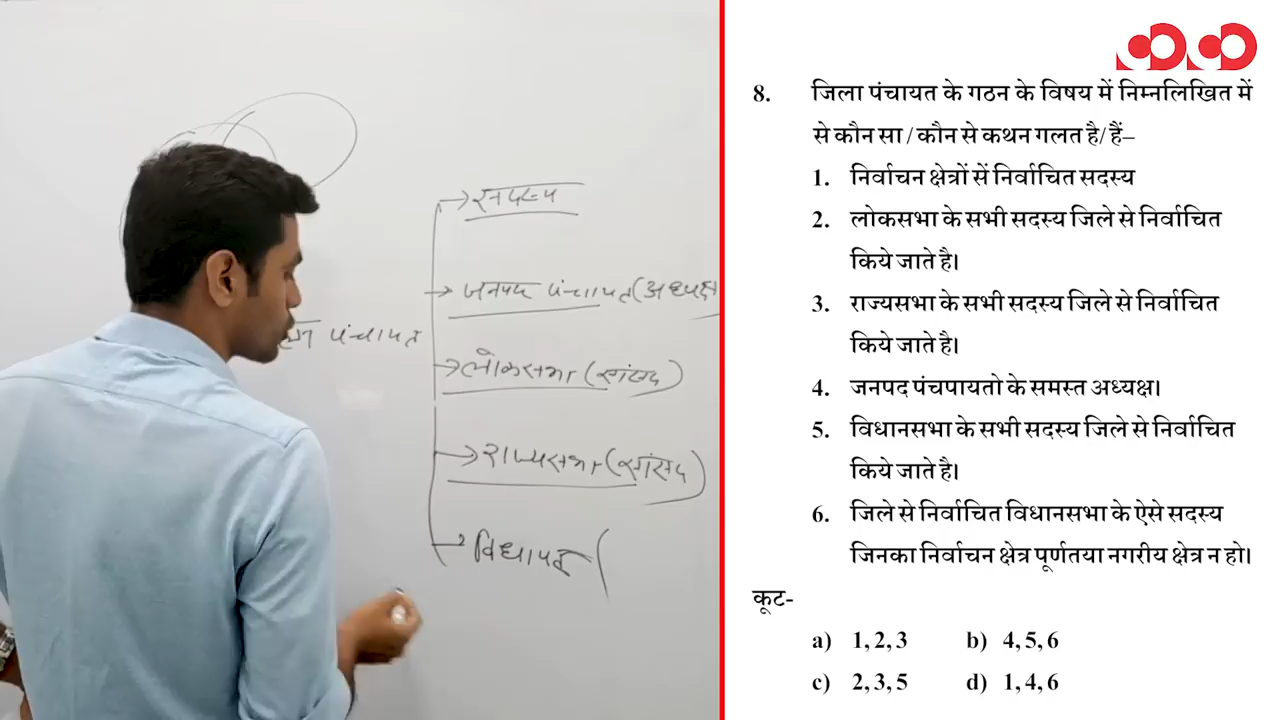 सदस्य
जनपद पंचायत (अध्यक्ष
पंचायत
लोकसभा (सांसद)
राज्यसभा (सांसद)
विधायक (
8. जिला पंचायत के गठन के विषय में निम्नलिखित में
से कौन सा / कौन से कथन गलत है/ हैं–
1. निर्वाचन क्षेत्रों सें निर्वाचित सदस्य
2. लोकसभा के सभी सदस्य जिले से निर्वाचित
किये जाते है।
3. राज्यसभा के सभी सदस्य जिले से निर्वाचित
किये जाते है।
4. जनपद पंचपायतो के समस्त अध्यक्ष।
5. विधानसभा के सभी सदस्य जिले से निर्वाचित
किये जाते है।
6. जिले से निर्वाचित विधानसभा के ऐसे सदस्य
जिनका निर्वाचन क्षेत्र पूर्णतया नगरीय क्षेत्र न हो।
कूट-
a) 1, 2, 3 b) 4, 5, 6
c) 2, 3, 5 d) 1, 4, 6